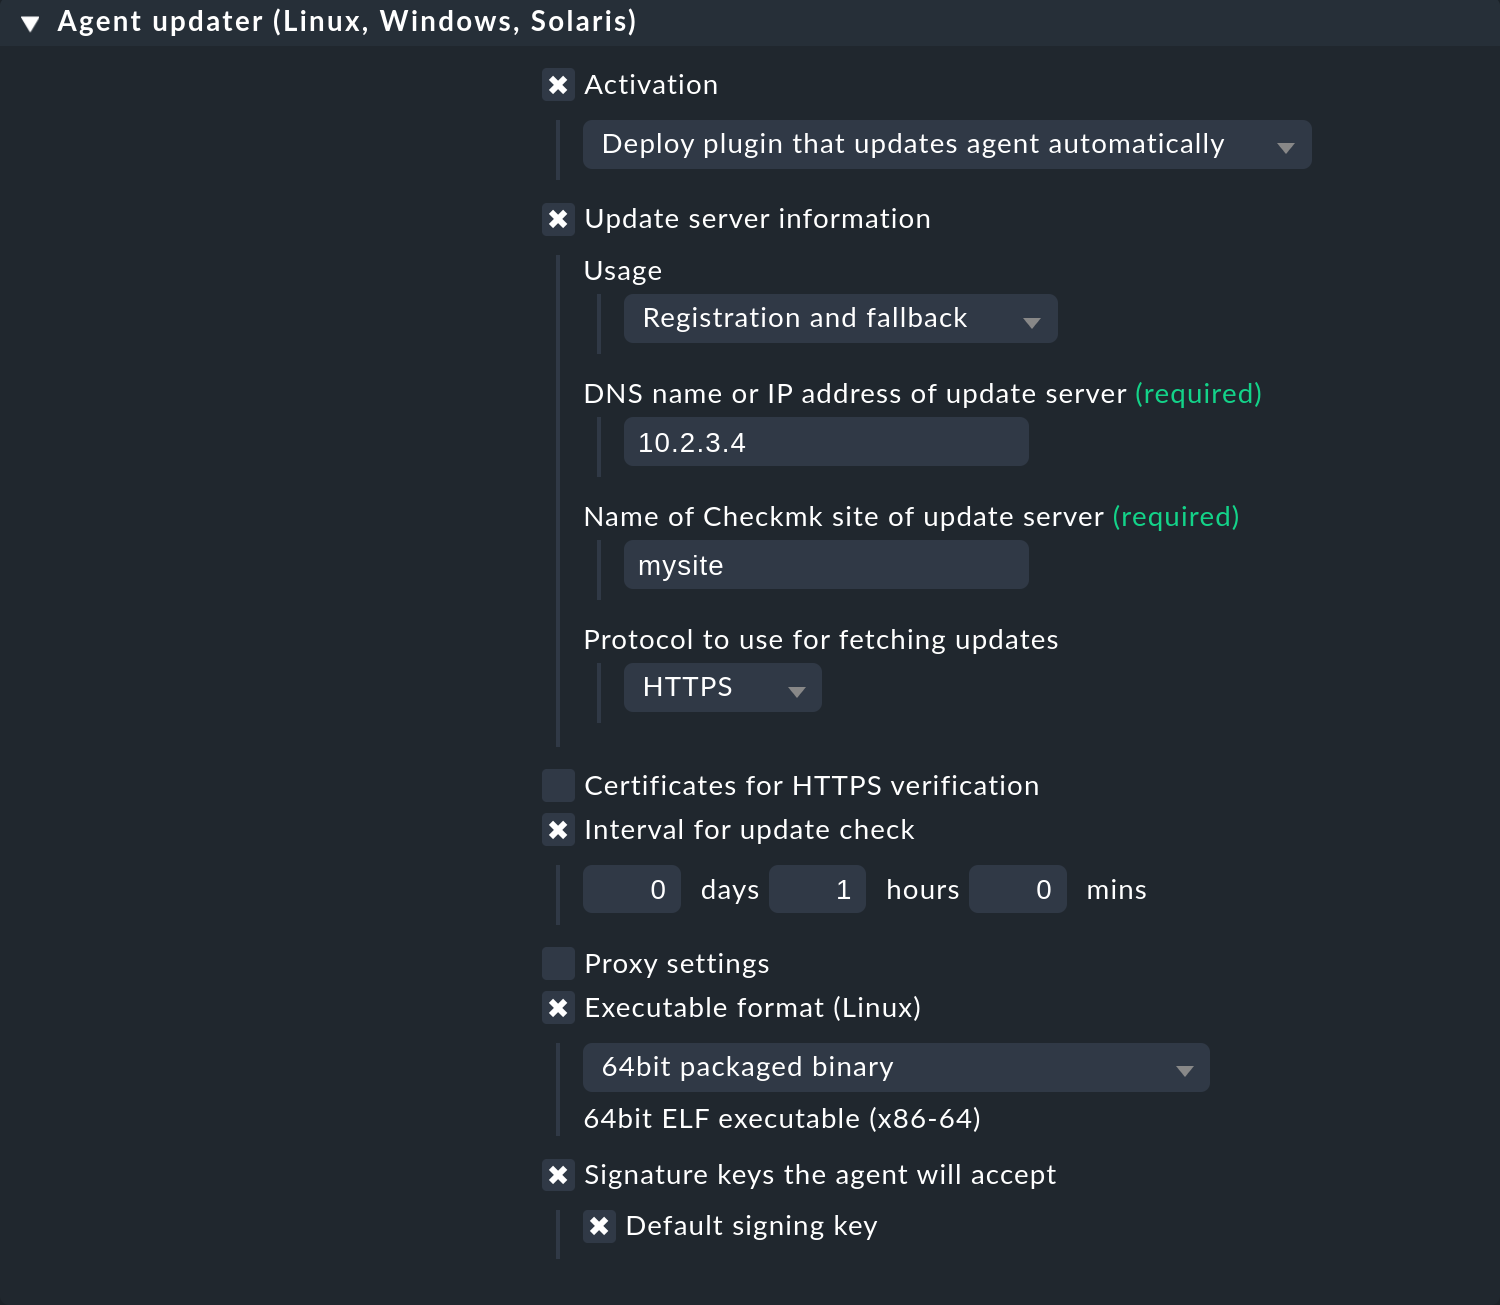 Agent updater (Linux, Windows, Solaris)
Activation
Deploy plugin that updates agent automatically
Update server information
Usage
Registration and fallback
DNS name or IP address of update server (required)
10.2.3.4
Name of Checkmk site of update server (required)
mysite
Protocol to use for fetching updates
HTTPS
Certificates for HTTPS verification
Interval for update check
0 days 1 hours 0 mins
Proxy settings
Executable format (Linux)
64bit packaged binary
64bit ELF executable (x86-64)
Signature keys the agent will accept
Default signing key